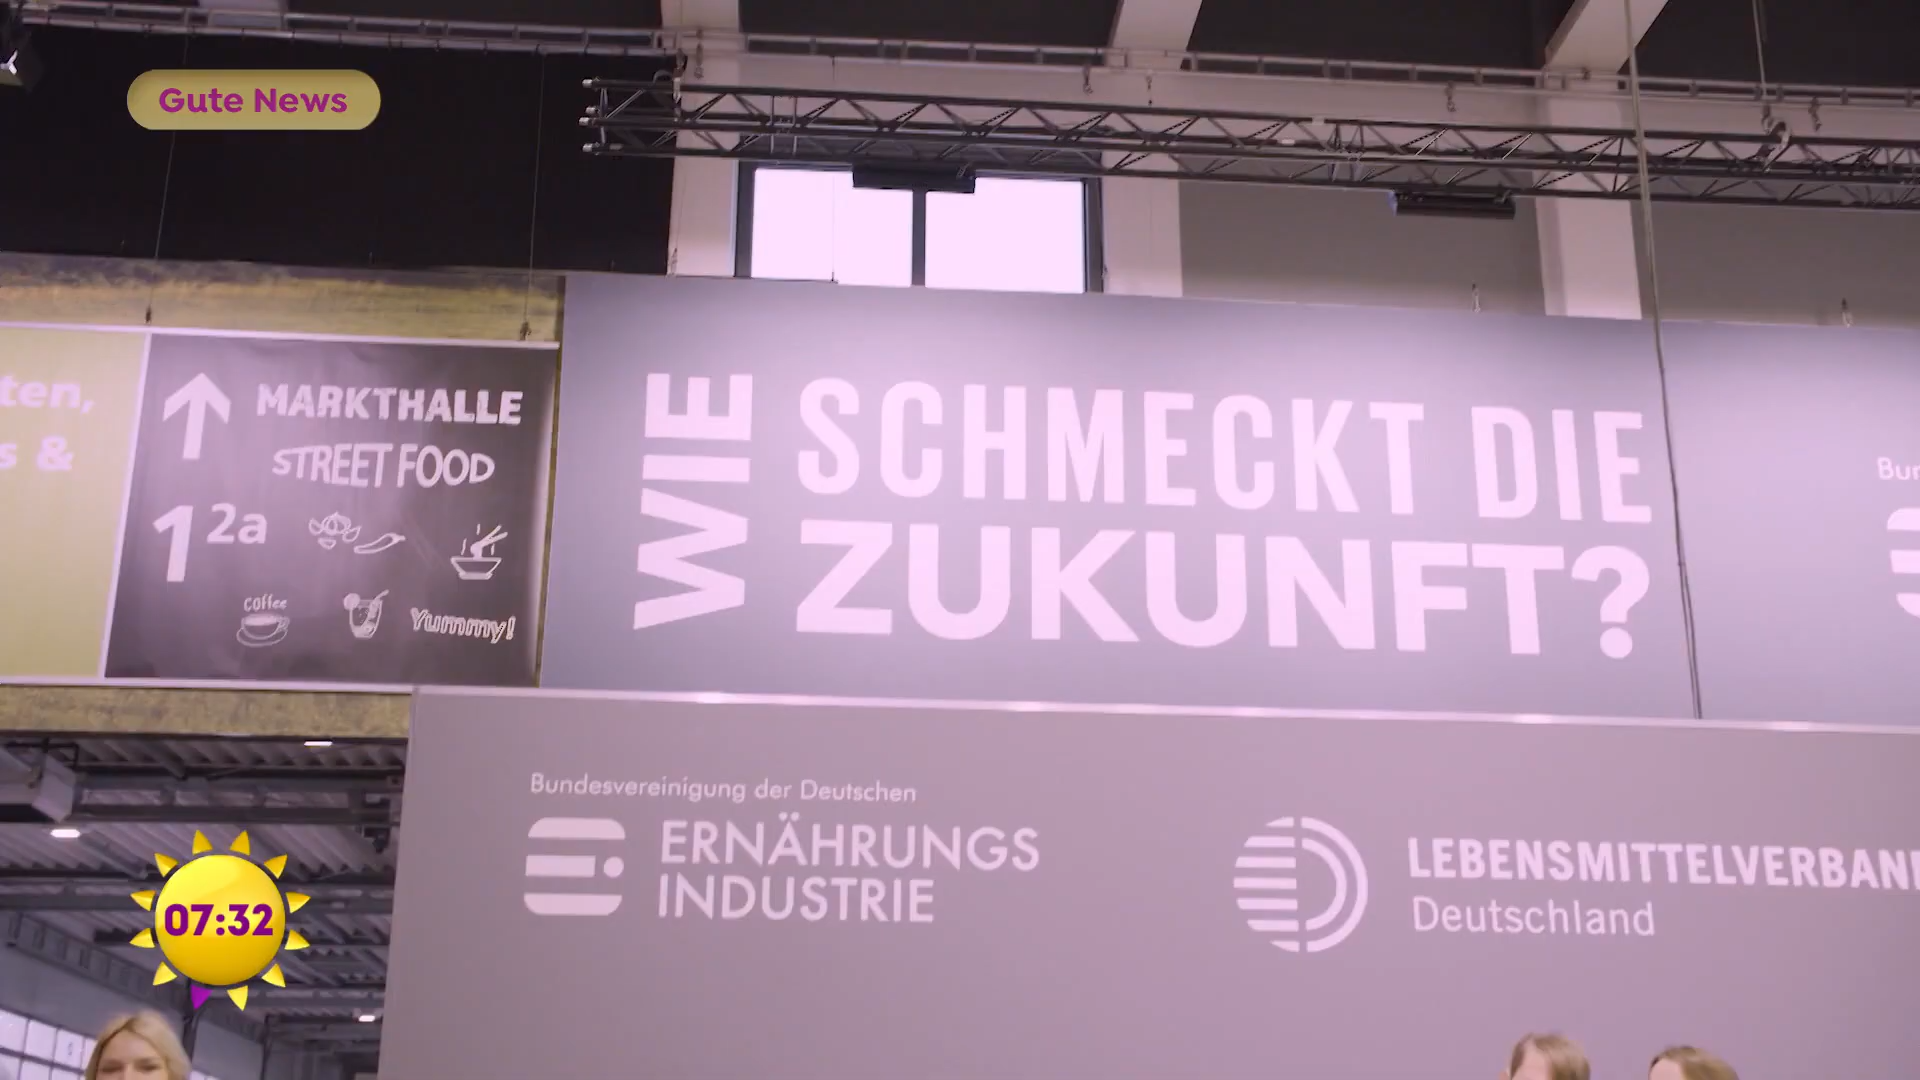 Gute News
ten,
s &
MARKTHALLE
STREET FOOD
1 2a
Coffee
Yummy!
WIE SCHMECKT DIE
ZUKUNFT?
Bundesvereinigung der Deutschen
ERNÄHRUNGS
INDUSTRIE
LEBENSMITTELVERBAN
Deutschland
07:32